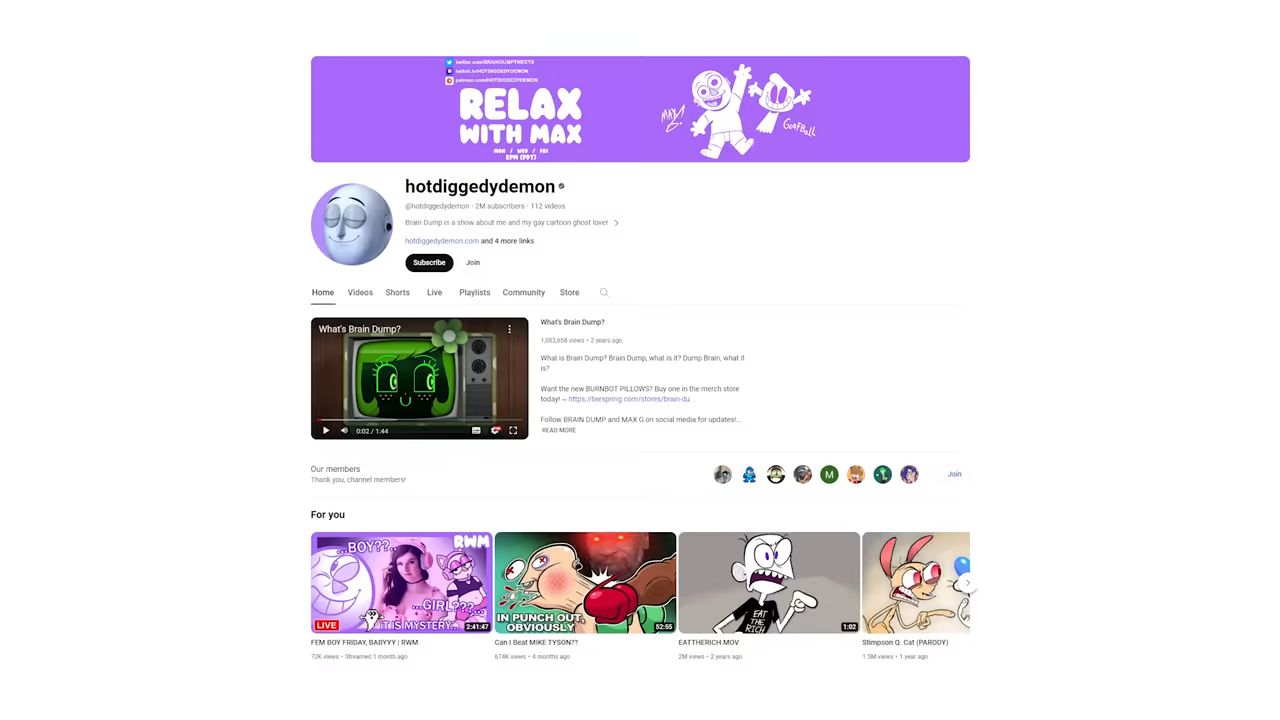 twitter.com/BRAINDUMPTWEETS
twitch.tv/HOTDIGGEDYDEMON
patreon.com/HOTDIGGEDYDEMON
RELAX
WITH MAX
MON / WED / FRI
2PM (PDT)
MAX G.
GOOFBALL
hotdiggedydemon
@hotdiggedydemon · 2M subscribers · 112 videos
Brain Dump is a show about me and my gay cartoon ghost lover
hotdiggedydemon.com and 4 more links
Subscribe Join
Home Videos Shorts Live Playlists Community Store
What's Brain Dump?
0:02 / 1:44
What's Brain Dump?
1,083,658 views • 2 years ago
What is Brain Dump? Brain Dump, what is it? Dump Brain, what it
is?
Want the new BURNBOT PILLOWS? Buy one in the merch store
today! ~ https://teespring.com/stores/brain-du...
Follow BRAIN DUMP and MAX G on social media for updates!...
READ MORE
Our members
Thank you, channel members!
M
Join
For you
...BOY??..
RWM
...GIRL???...
IT IS MYSTERY...
LIVE
2:41:47
IN PUNCH OUT,
OBVIOUSLY
52:55
EAT
THE
RICH
1:02
FEM BOY FRIDAY, BABYYY | RWM
72K views • Streamed 1 month ago
Can I Beat MIKE TYSON??
674K views • 4 months ago
EATTHERICH.MOV
2M views • 2 years ago
Stimpson Q. Cat (PARODY)
1.5M views • 1 year ago